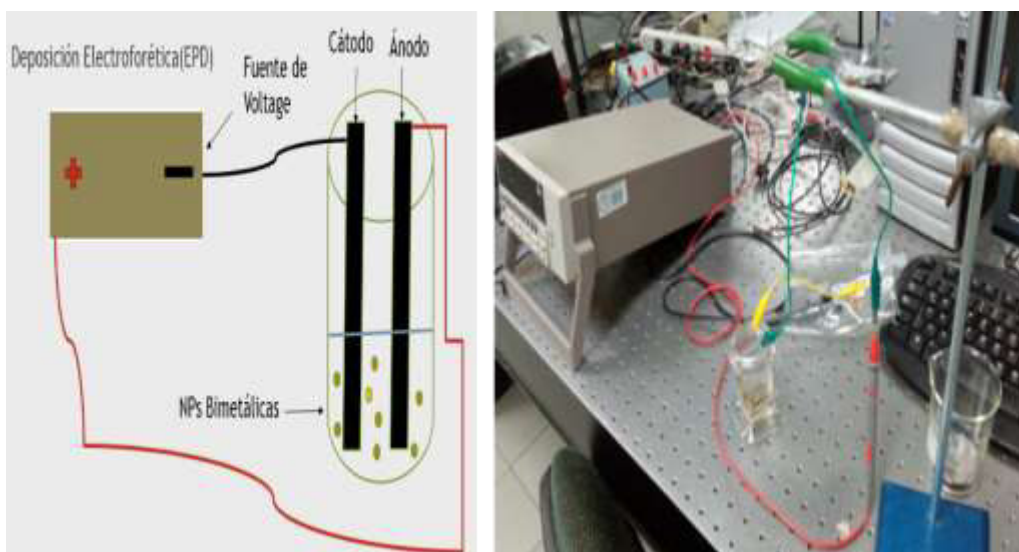 Deposición Electroforética(EPD)
Fuente de
Voltage
Cátodo
Ánodo
NPs Bimetálicas